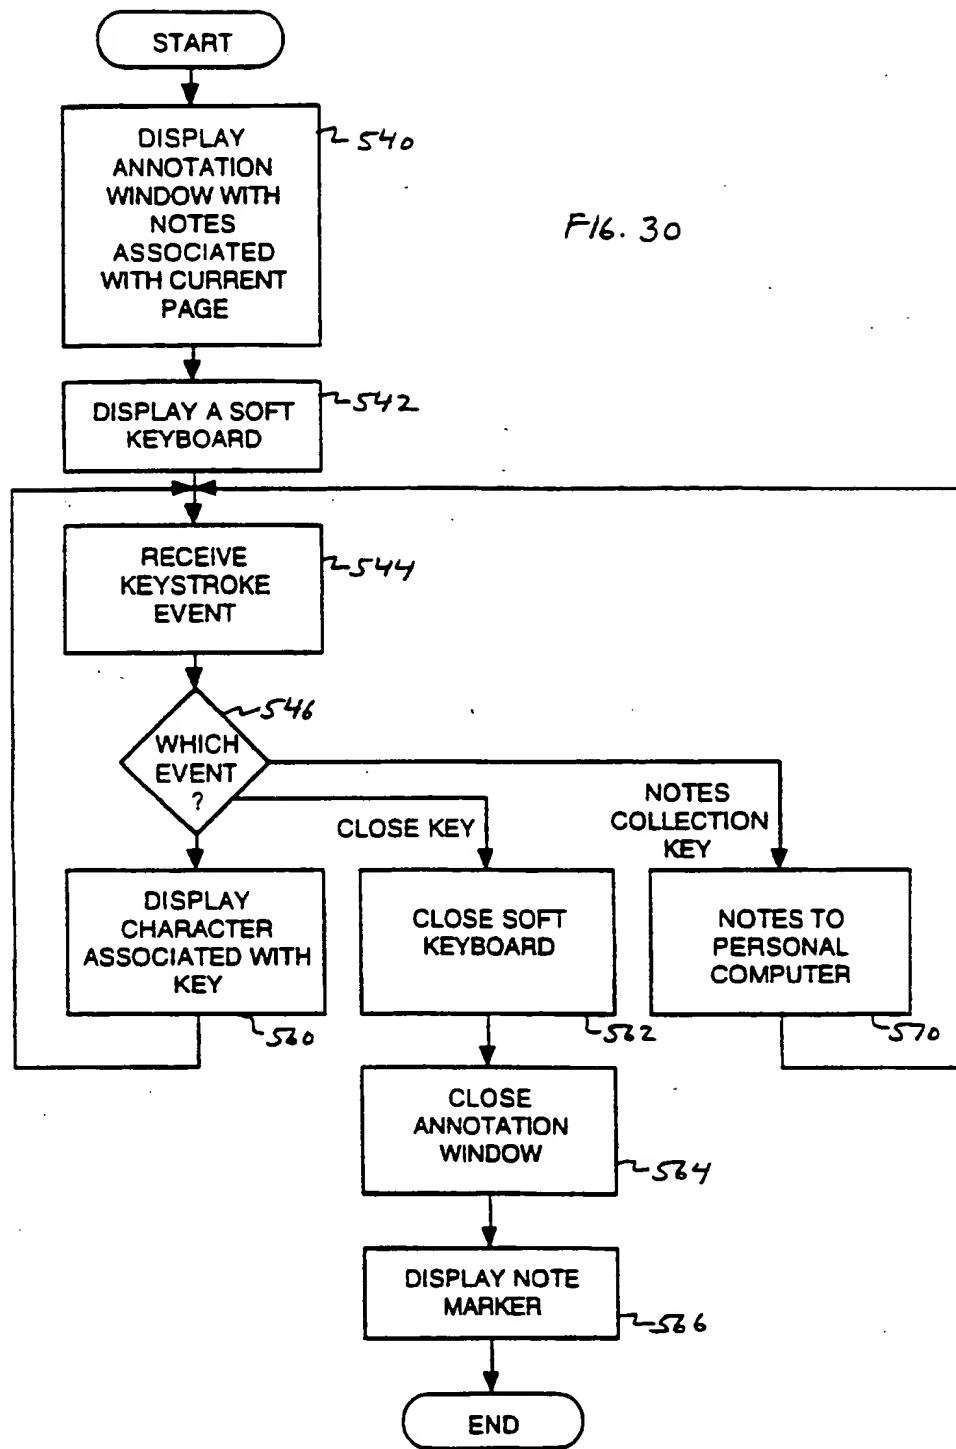 START
DISPLAY
ANNOTATION
WINDOW WITH
NOTES
ASSOCIATED
WITH CURRENT
PAGE
540
FIG. 30
DISPLAY A SOFT
KEYBOARD
542
RECEIVE
KEYSTROKE
EVENT
544
WHICH
EVENT
?
546
CLOSE KEY
NOTES
COLLECTION
KEY
DISPLAY
CHARACTER
ASSOCIATED WITH
KEY
560
CLOSE SOFT
KEYBOARD
562
NOTES TO
PERSONAL
COMPUTER
570
CLOSE
ANNOTATION
WINDOW
564
DISPLAY NOTE
MARKER
566
END